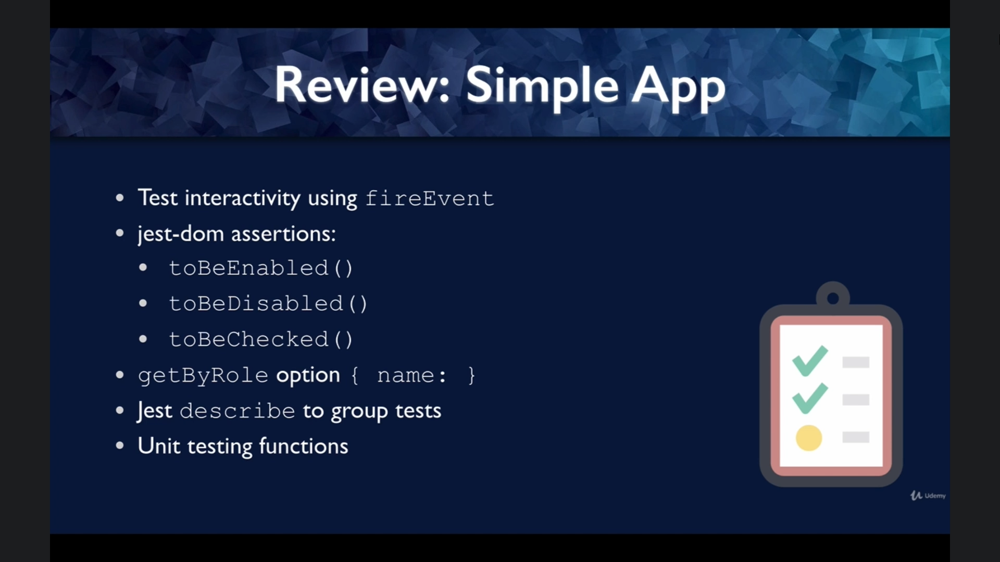 Review: Simple App
• Test interactivity using fireEvent
• jest-dom assertions:
• toBeEnabled()
• toBeDisabled()
• toBeChecked()
• getByRole option { name: }
• Jest describe to group tests
• Unit testing functions
Udemy